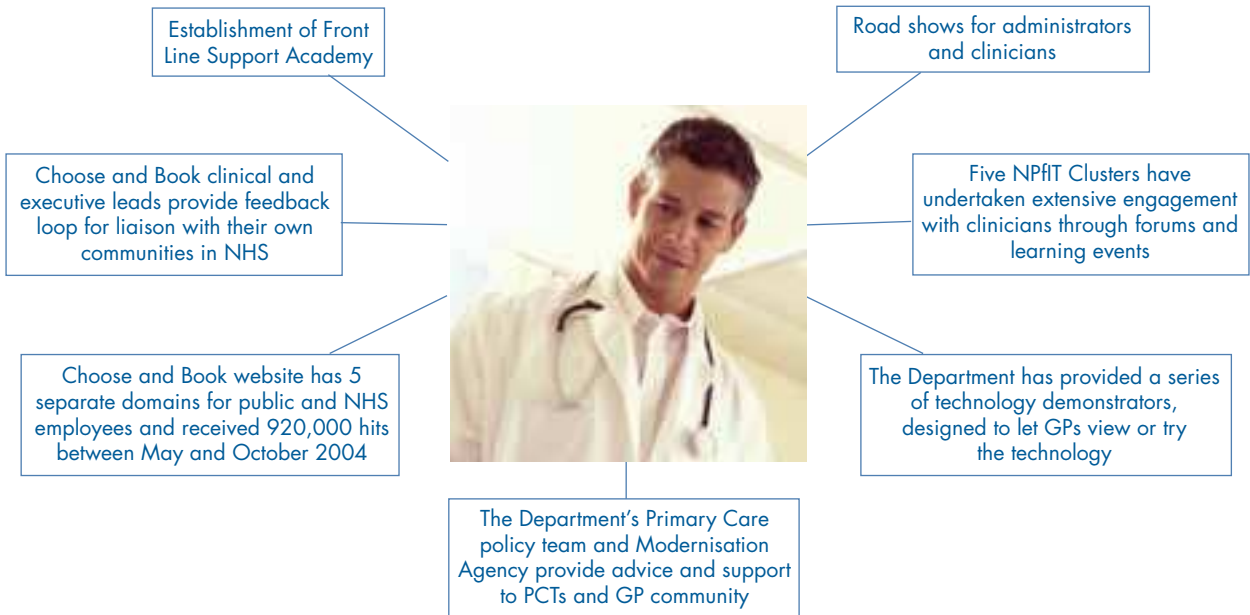 Establishment of Front
Line Support Academy
Road shows for administrators
and clinicians
Choose and Book clinical and
executive leads provide feedback
loop for liaison with their own
communities in NHS
Five NPfIT Clusters have
undertaken extensive engagement
with clinicians through forums and
learning events
Choose and Book website has 5
separate domains for public and NHS
employees and received 920,000 hits
between May and October 2004
The Department has provided a series
of technology demonstrators,
designed to let GPs view or try
the technology
The Department's Primary Care
policy team and Modernisation
Agency provide advice and support
to PCTs and GP community